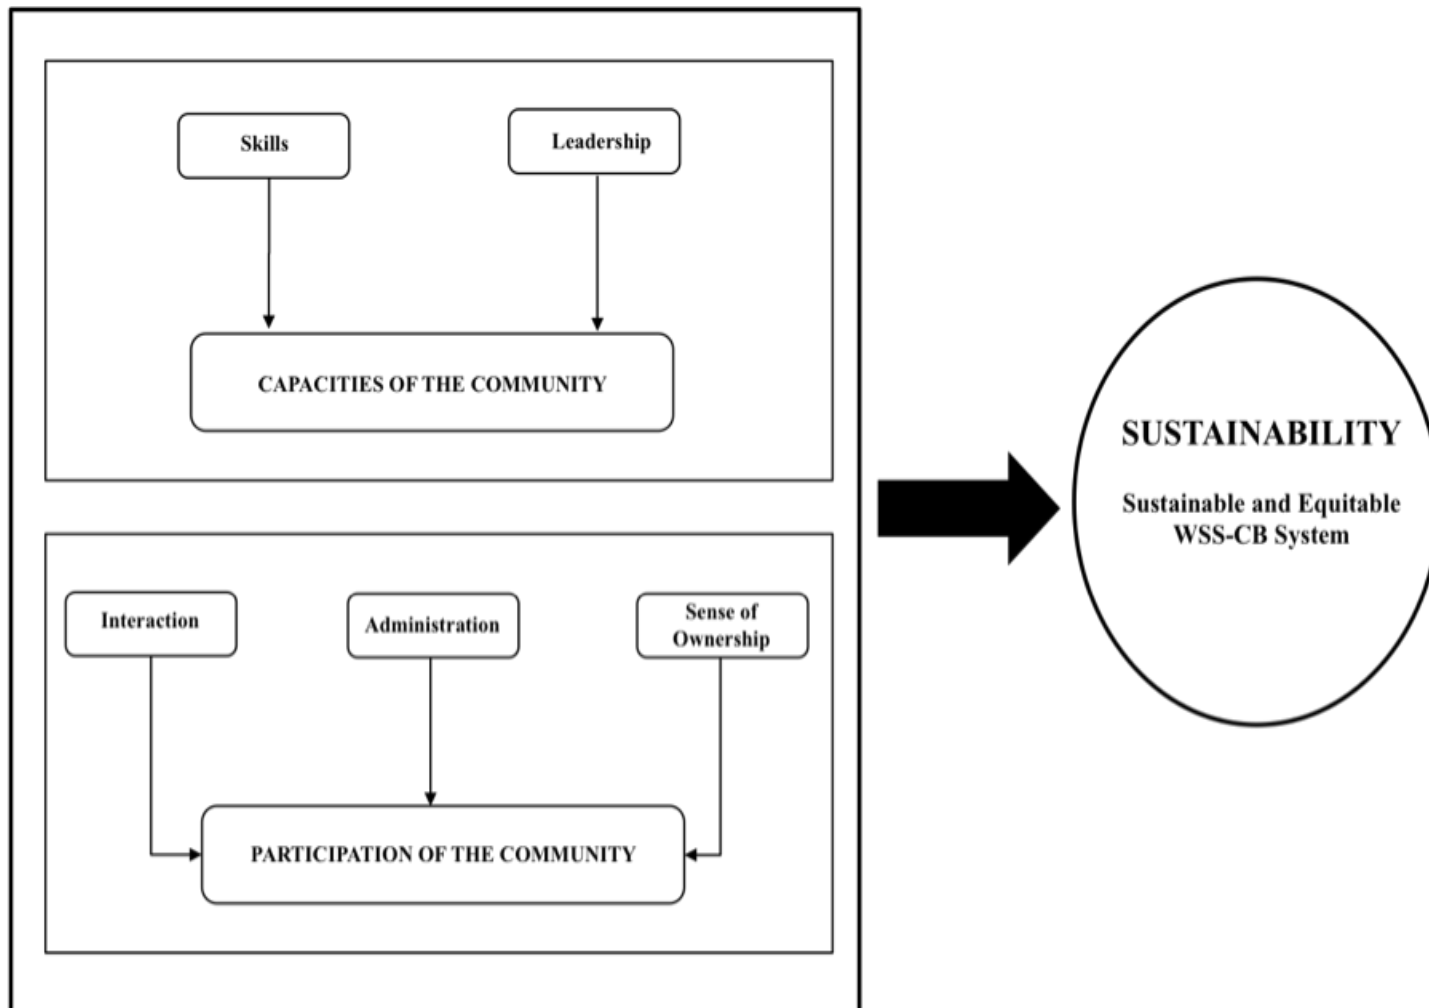 Skills
Leadership
CAPACITIES OF THE COMMUNITY
Interaction
Administration
Sense of
Ownership
PARTICIPATION OF THE COMMUNITY
SUSTAINABILITY
Sustainable and Equitable
WSS-CB System